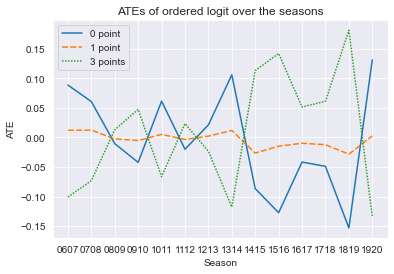 ATEs of ordered logit over the seasons
0 point
1 point
3 points
0.15
0.10
0.05
0.00
−0.05
−0.10
−0.15
ATE
0607 0708 0809 0910 1011 1112 1213 1314 1415 1516 1617 1718 1819 1920
Season